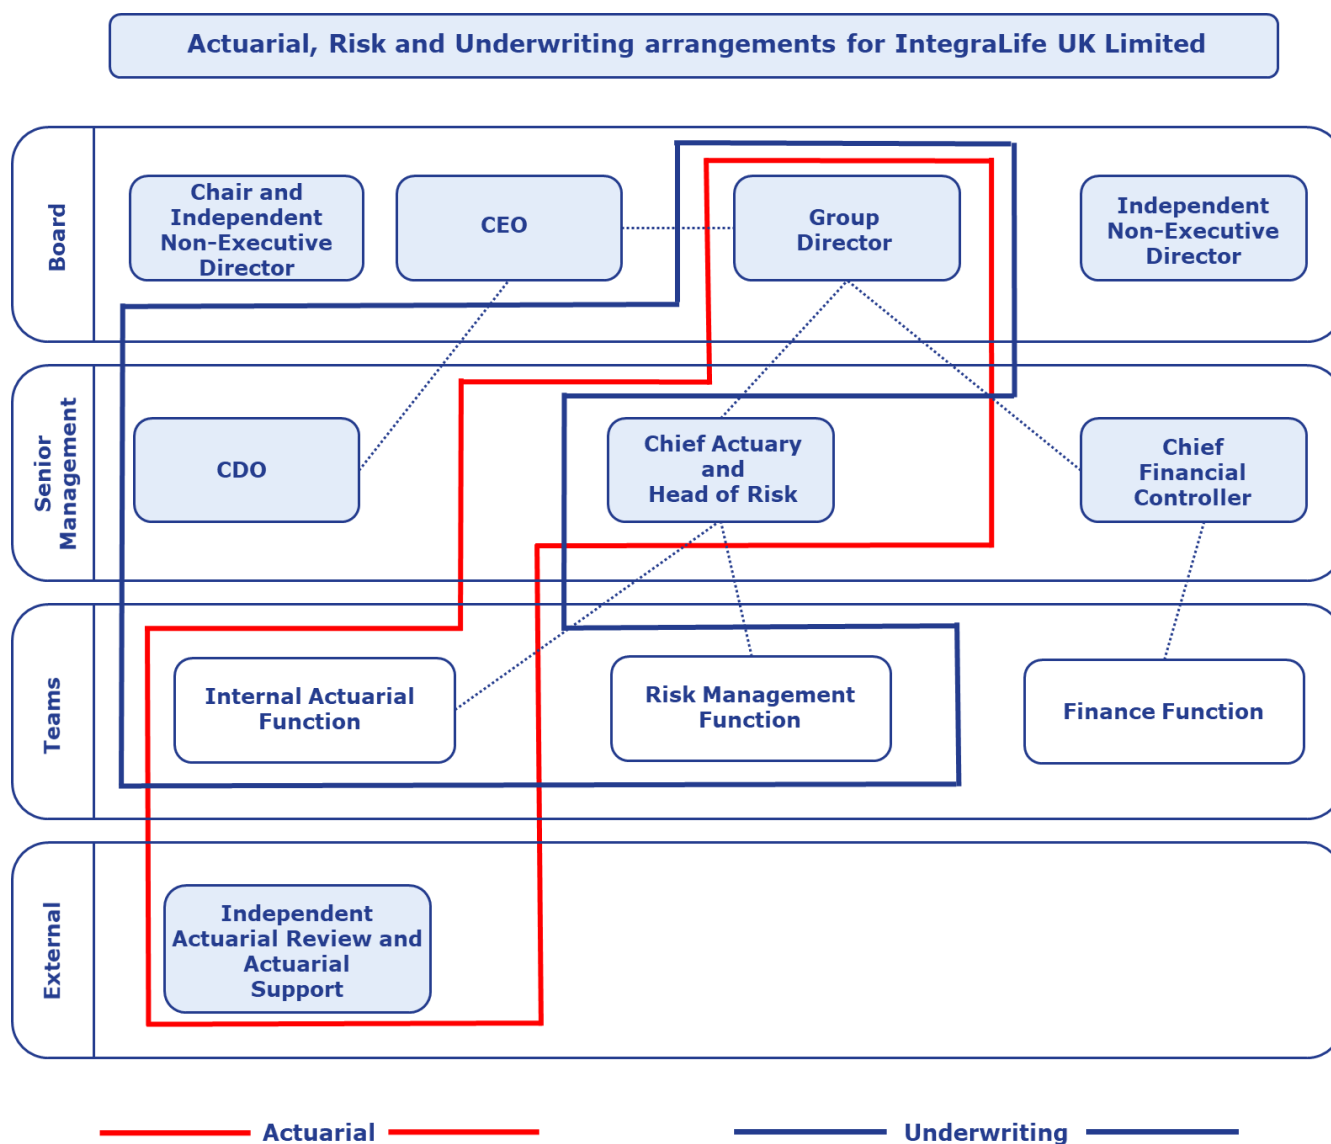 Actuarial, Risk and Underwriting arrangements for IntegraLife UK Limited
Board
Chair and
Independent
Non-Executive
Director
CEO
Group
Director
Independent
Non-Executive
Director
Senior
Management
CDO
Chief Actuary
and
Head of Risk
Chief
Financial
Controller
Teams
Internal Actuarial
Function
Risk Management
Function
Finance Function
External
Independent
Actuarial Review and
Actuarial
Support
Actuarial
Underwriting